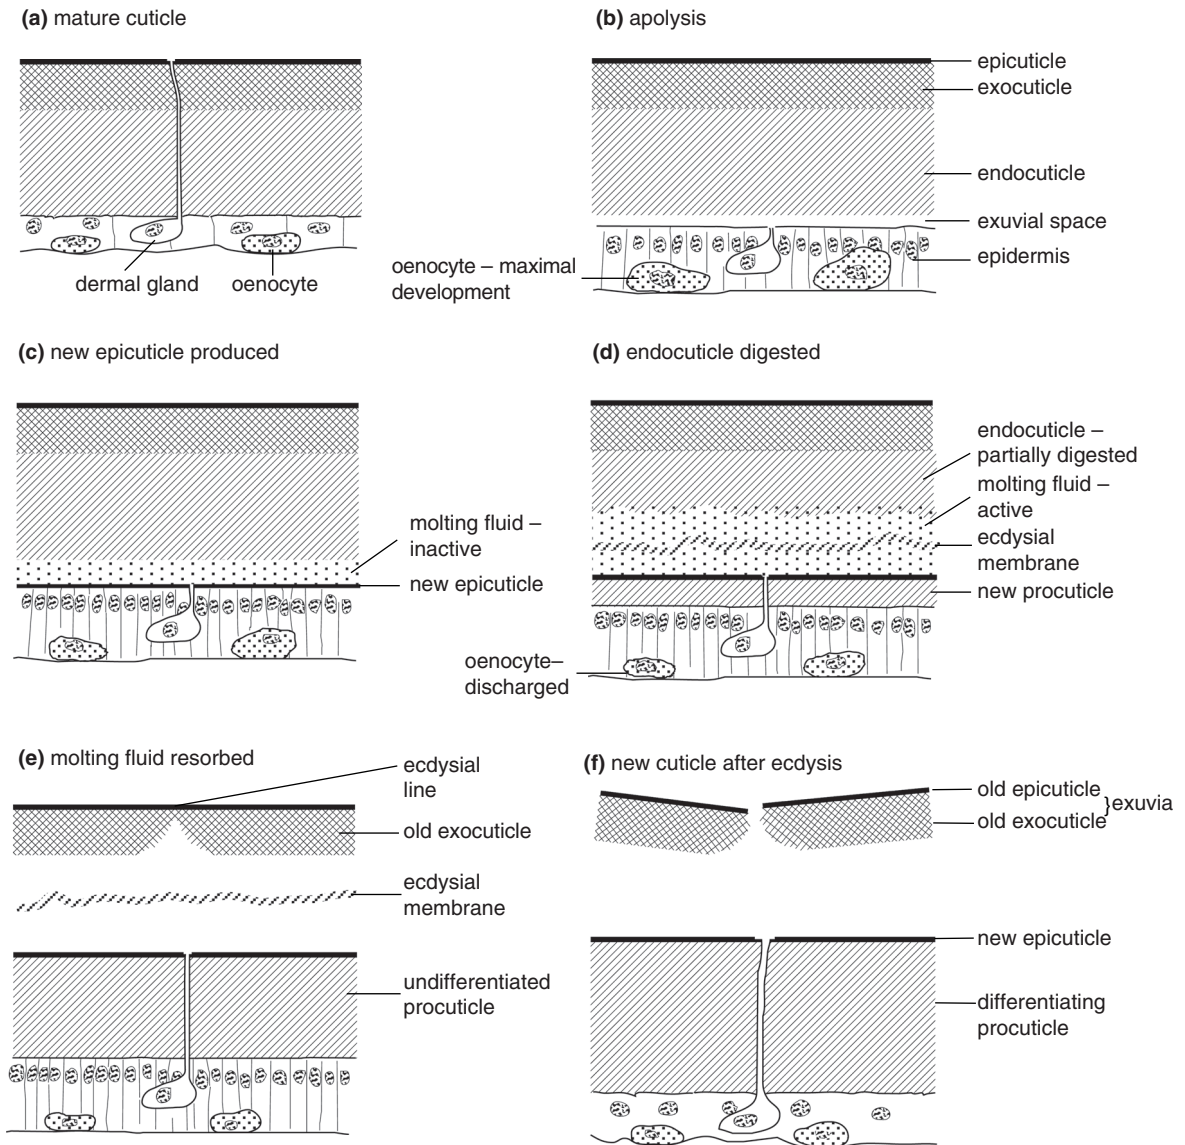 (a) mature cuticle
dermal gland
oenocyte
(b) apolysis
epicuticle
exocuticle
endocuticle
exuvial space
epidermis
oenocyte – maximal
development
(c) new epicuticle produced
molting fluid –
inactive
new epicuticle
(d) endocuticle digested
endocuticle –
partially digested
molting fluid –
active
ecdysial
membrane
new procuticle
oenocyte–
discharged
(e) molting fluid resorbed
ecdysial
line
old exocuticle
ecdysial
membrane
undifferentiated
procuticle
(f) new cuticle after ecdysis
old epicuticle
old exocuticle
}exuvia
new epicuticle
differentiating
procuticle